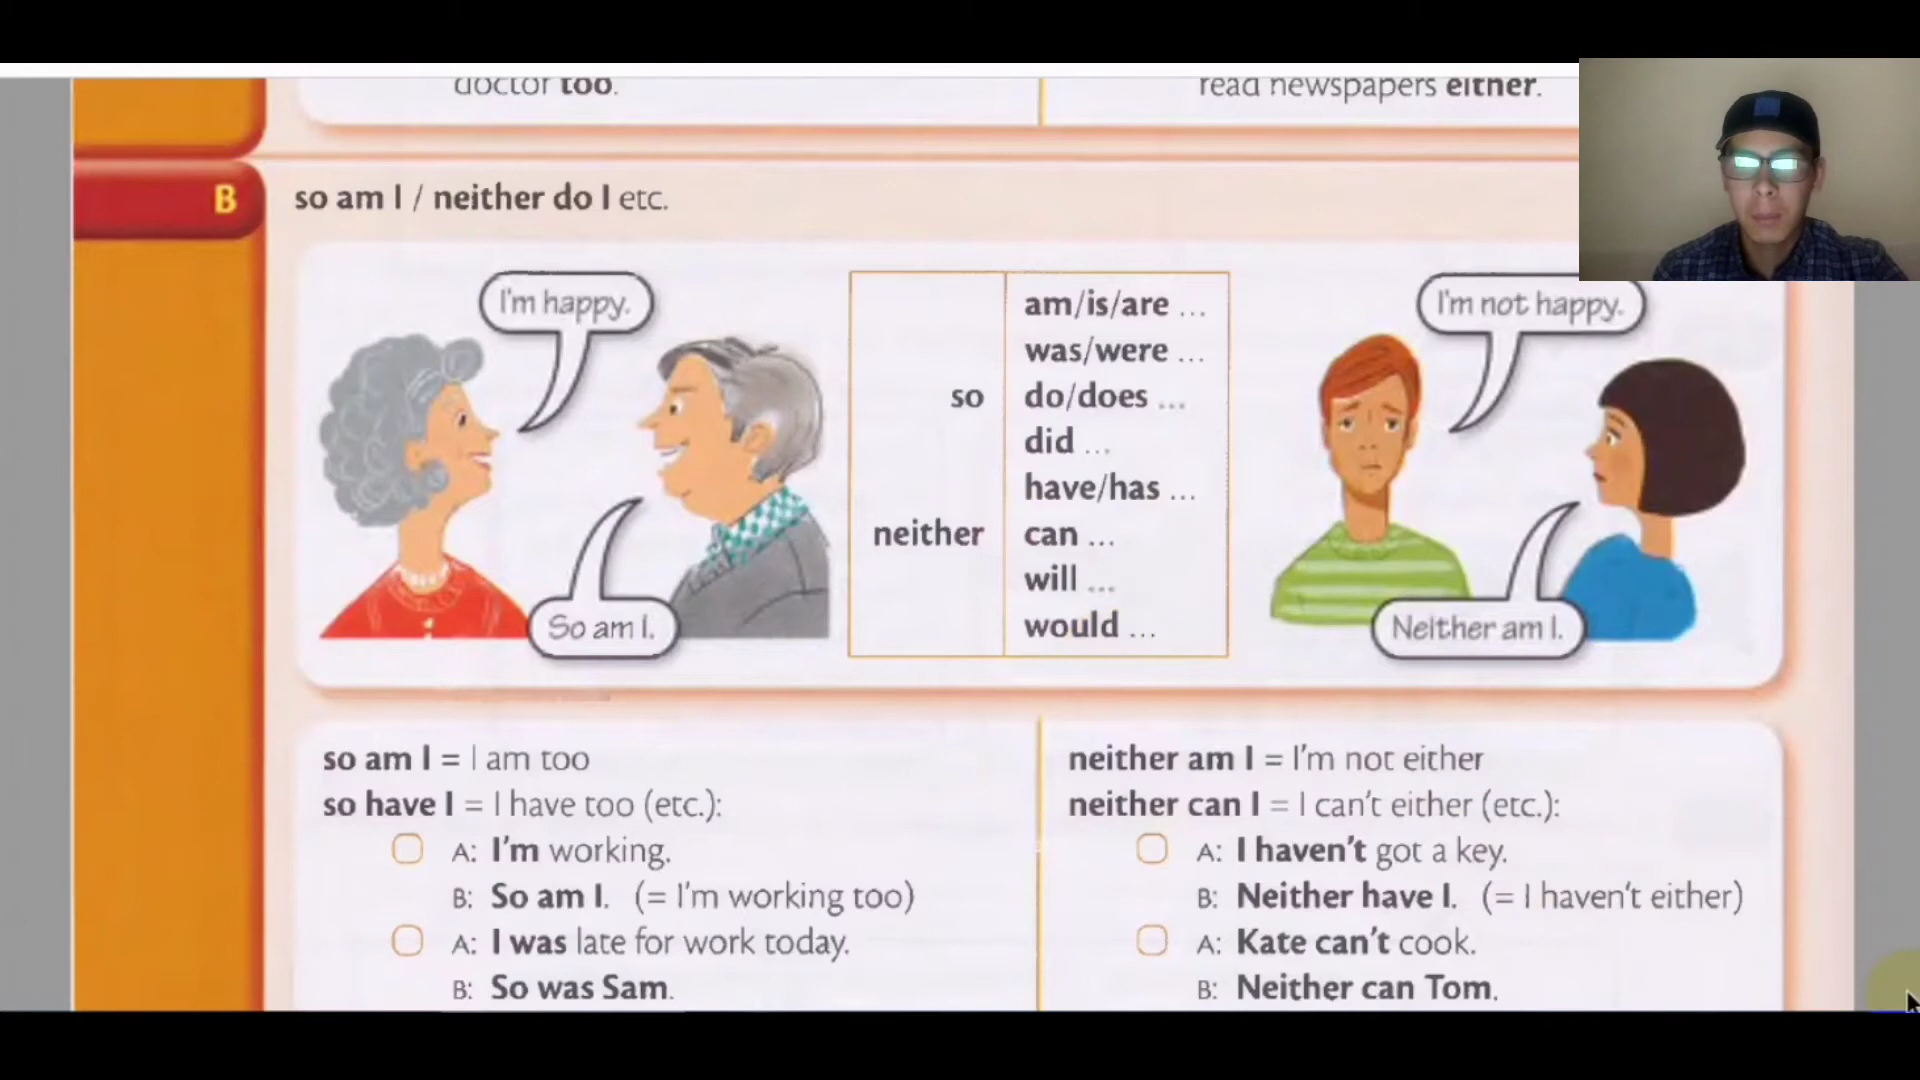 doctor too.
read newspapers either.
B
so am I / neither do I etc.
I'm happy.
So am I.
so
neither
am/is/are ...
was/were ...
do/does ...
did ...
have/has ...
can ...
will ...
would ...
I'm not happy.
Neither am I.
so am I = I am too
so have I = I have too (etc.):
A: I'm working.
B: So am I. (= I'm working too)
A: I was late for work today.
B: So was Sam.
neither am I = I'm not either
neither can I = I can't either (etc.):
A: I haven't got a key.
B: Neither have I. (= I haven't either)
A: Kate can't cook.
B: Neither can Tom.